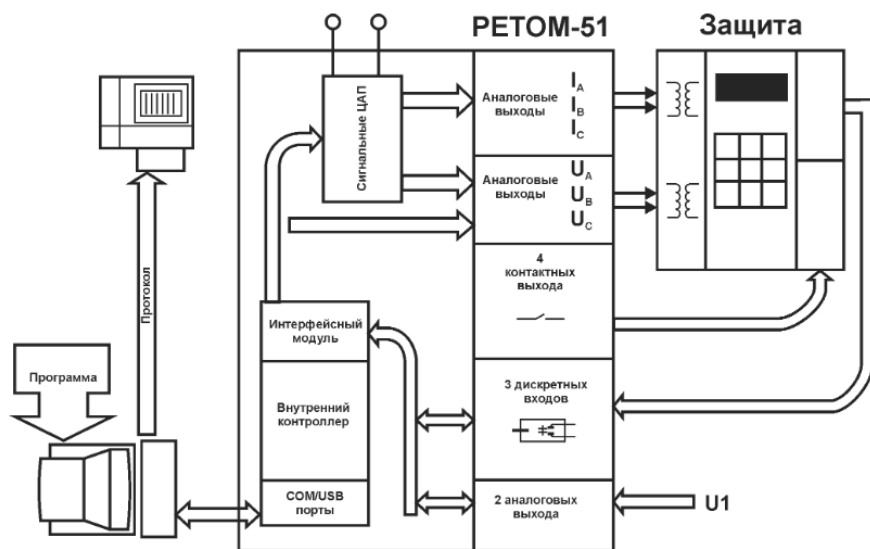 РЕТОМ-51
Защита
Сигнальные ЦАП
Аналоговые
выходы
I A
I B
I C
Аналоговые
выходы
U A
U B
U C
4
контактных
выхода
Протокол
Интерфейсный
модуль
Программа
3 дискретных
входов
Внутренний
контроллер
COM/USB
порты
2 аналоговых
выхода
U1